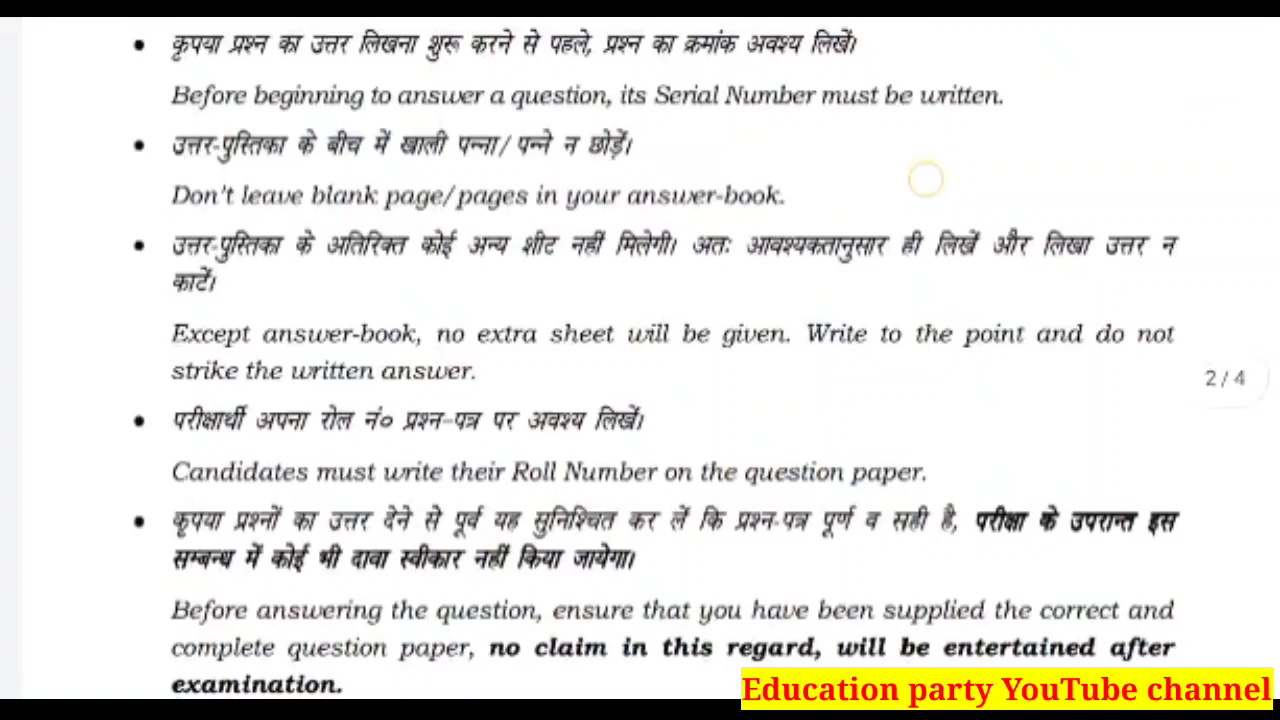 • कृपया प्रश्न का उत्तर लिखना शुरू करने से पहले, प्रश्न का क्रमांक अवश्य लिखें।
Before beginning to answer a question, its Serial Number must be written.
• उत्तर-पुस्तिका के बीच में खाली पन्ना/ पन्ने न छोड़ें।
Don't leave blank page/pages in your answer-book.
• उत्तर-पुस्तिका के अतिरिक्त कोई अन्य शीट नहीं मिलेगी। अतः आवश्यकतानुसार ही लिखें और लिखा उत्तर न
काटें।
Except answer-book, no extra sheet will be given. Write to the point and do not
strike the written answer.
2 / 4
• परीक्षार्थी अपना रोल नं० प्रश्न-पत्र पर अवश्य लिखें।
Candidates must write their Roll Number on the question paper.
• कृपया प्रश्नों का उत्तर देने से पूर्व यह सुनिश्चित कर लें कि प्रश्न-पत्र पूर्ण व सही है, परीक्षा के उपरान्त इस
सम्बन्ध में कोई भी दावा स्वीकार नहीं किया जायेगा।
Before answering the question, ensure that you have been supplied the correct and
complete question paper, no claim in this regard, will be entertained after
examination.
Education party YouTube channel